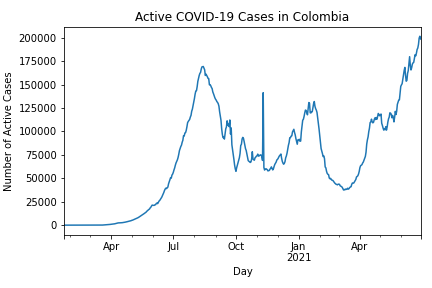 Active COVID-19 Cases in Colombia
Number of Active Cases
200000
175000
150000
125000
100000
75000
50000
25000
0
Apr
Jul
Oct
Jan
2021
Apr
Day